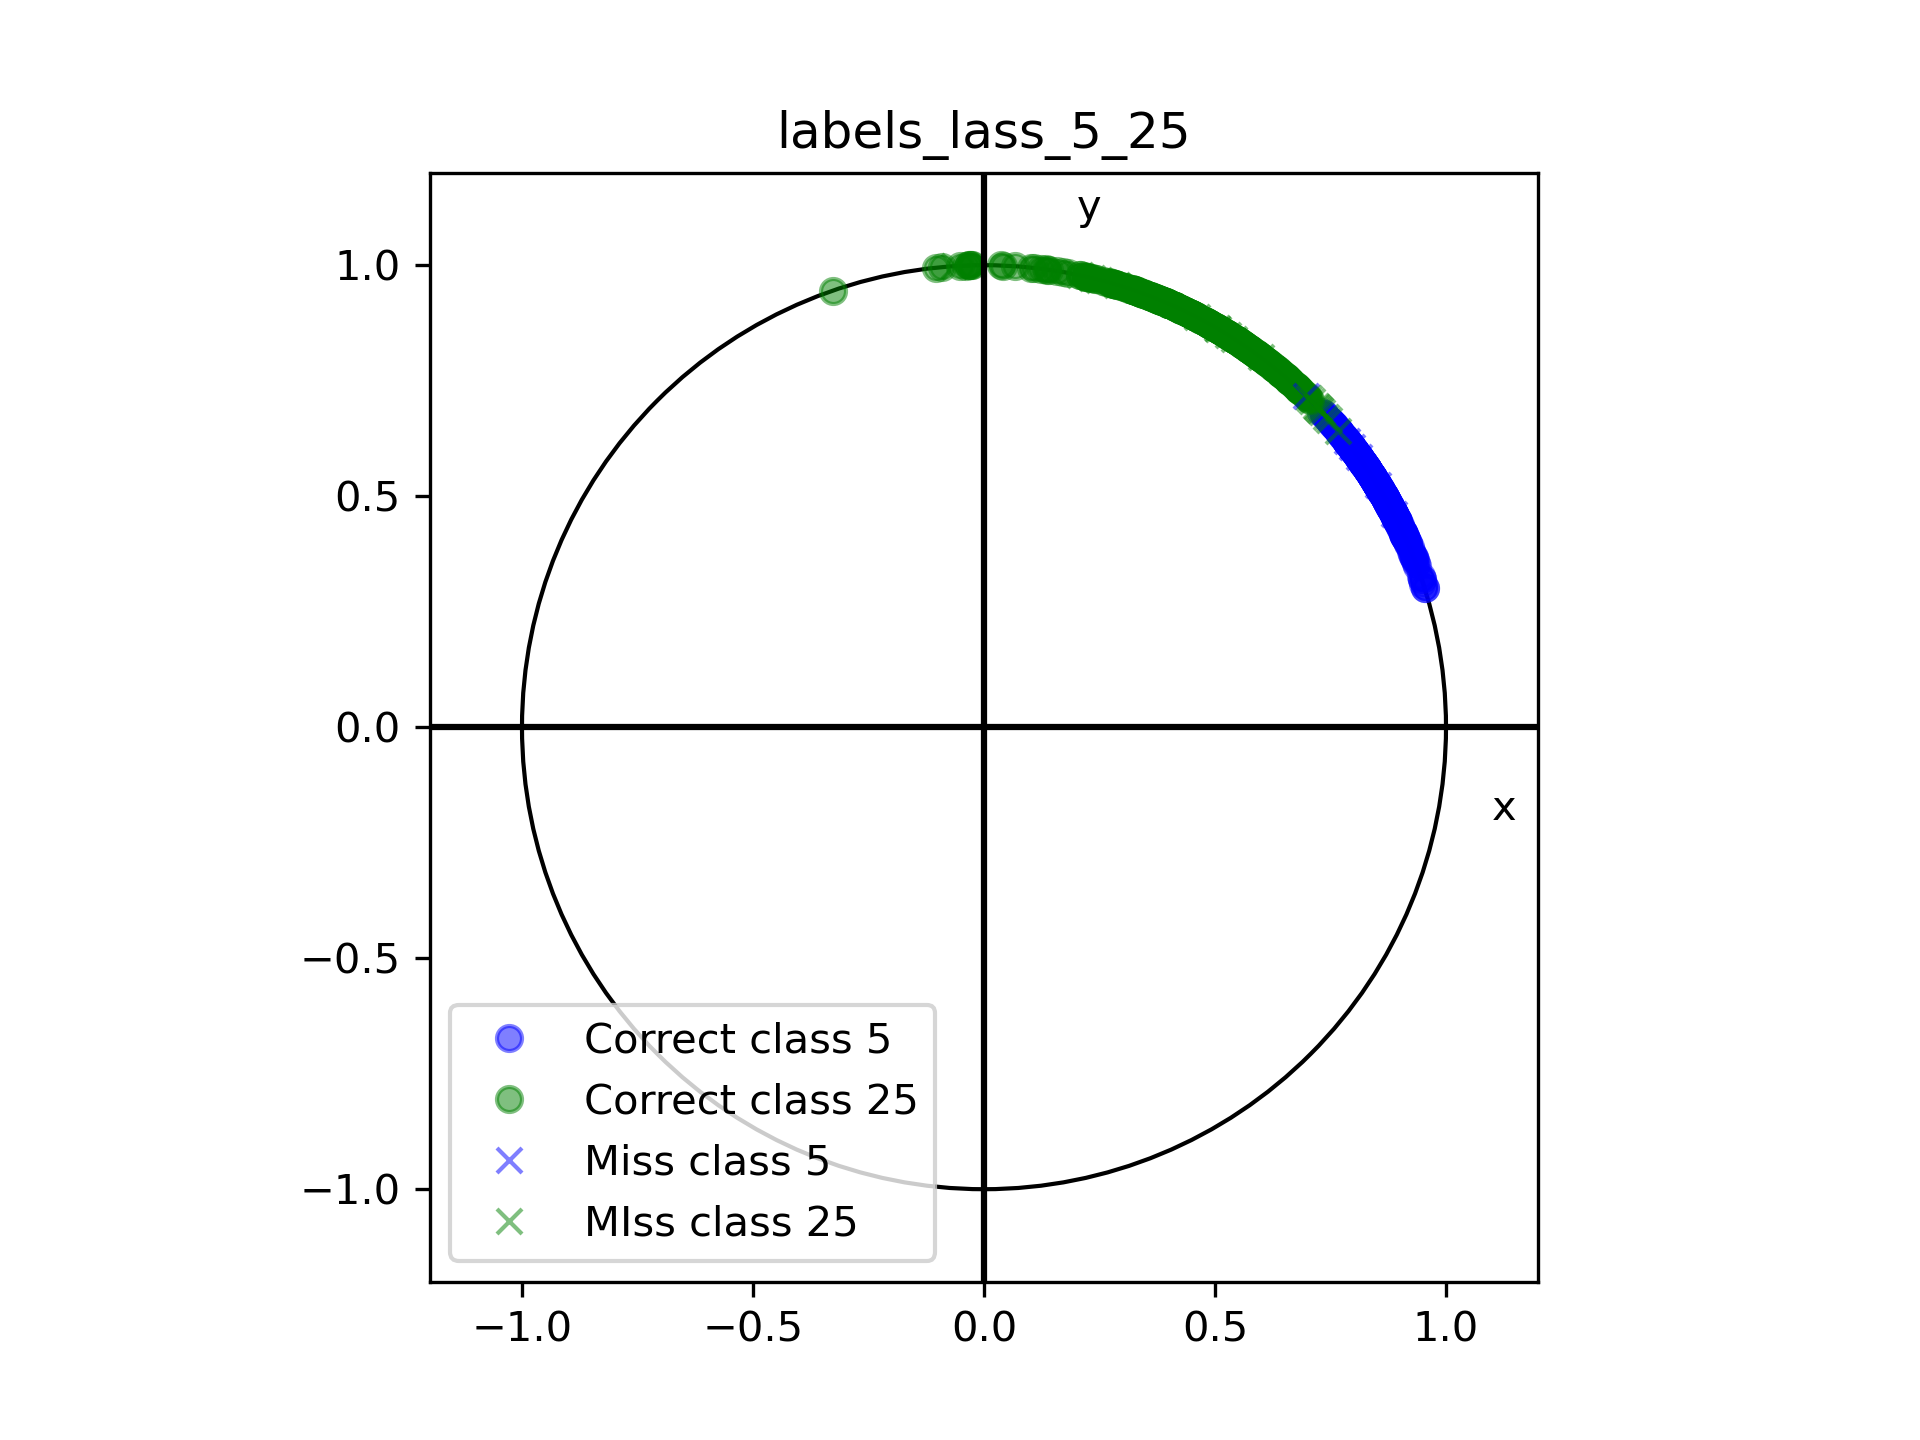 labels_lass_5_25
y
1.0
0.5
0.0
x
−0.5
−1.0
Correct class 5
Correct class 25
Miss class 5
MIss class 25
−1.0 −0.5 0.0 0.5 1.0